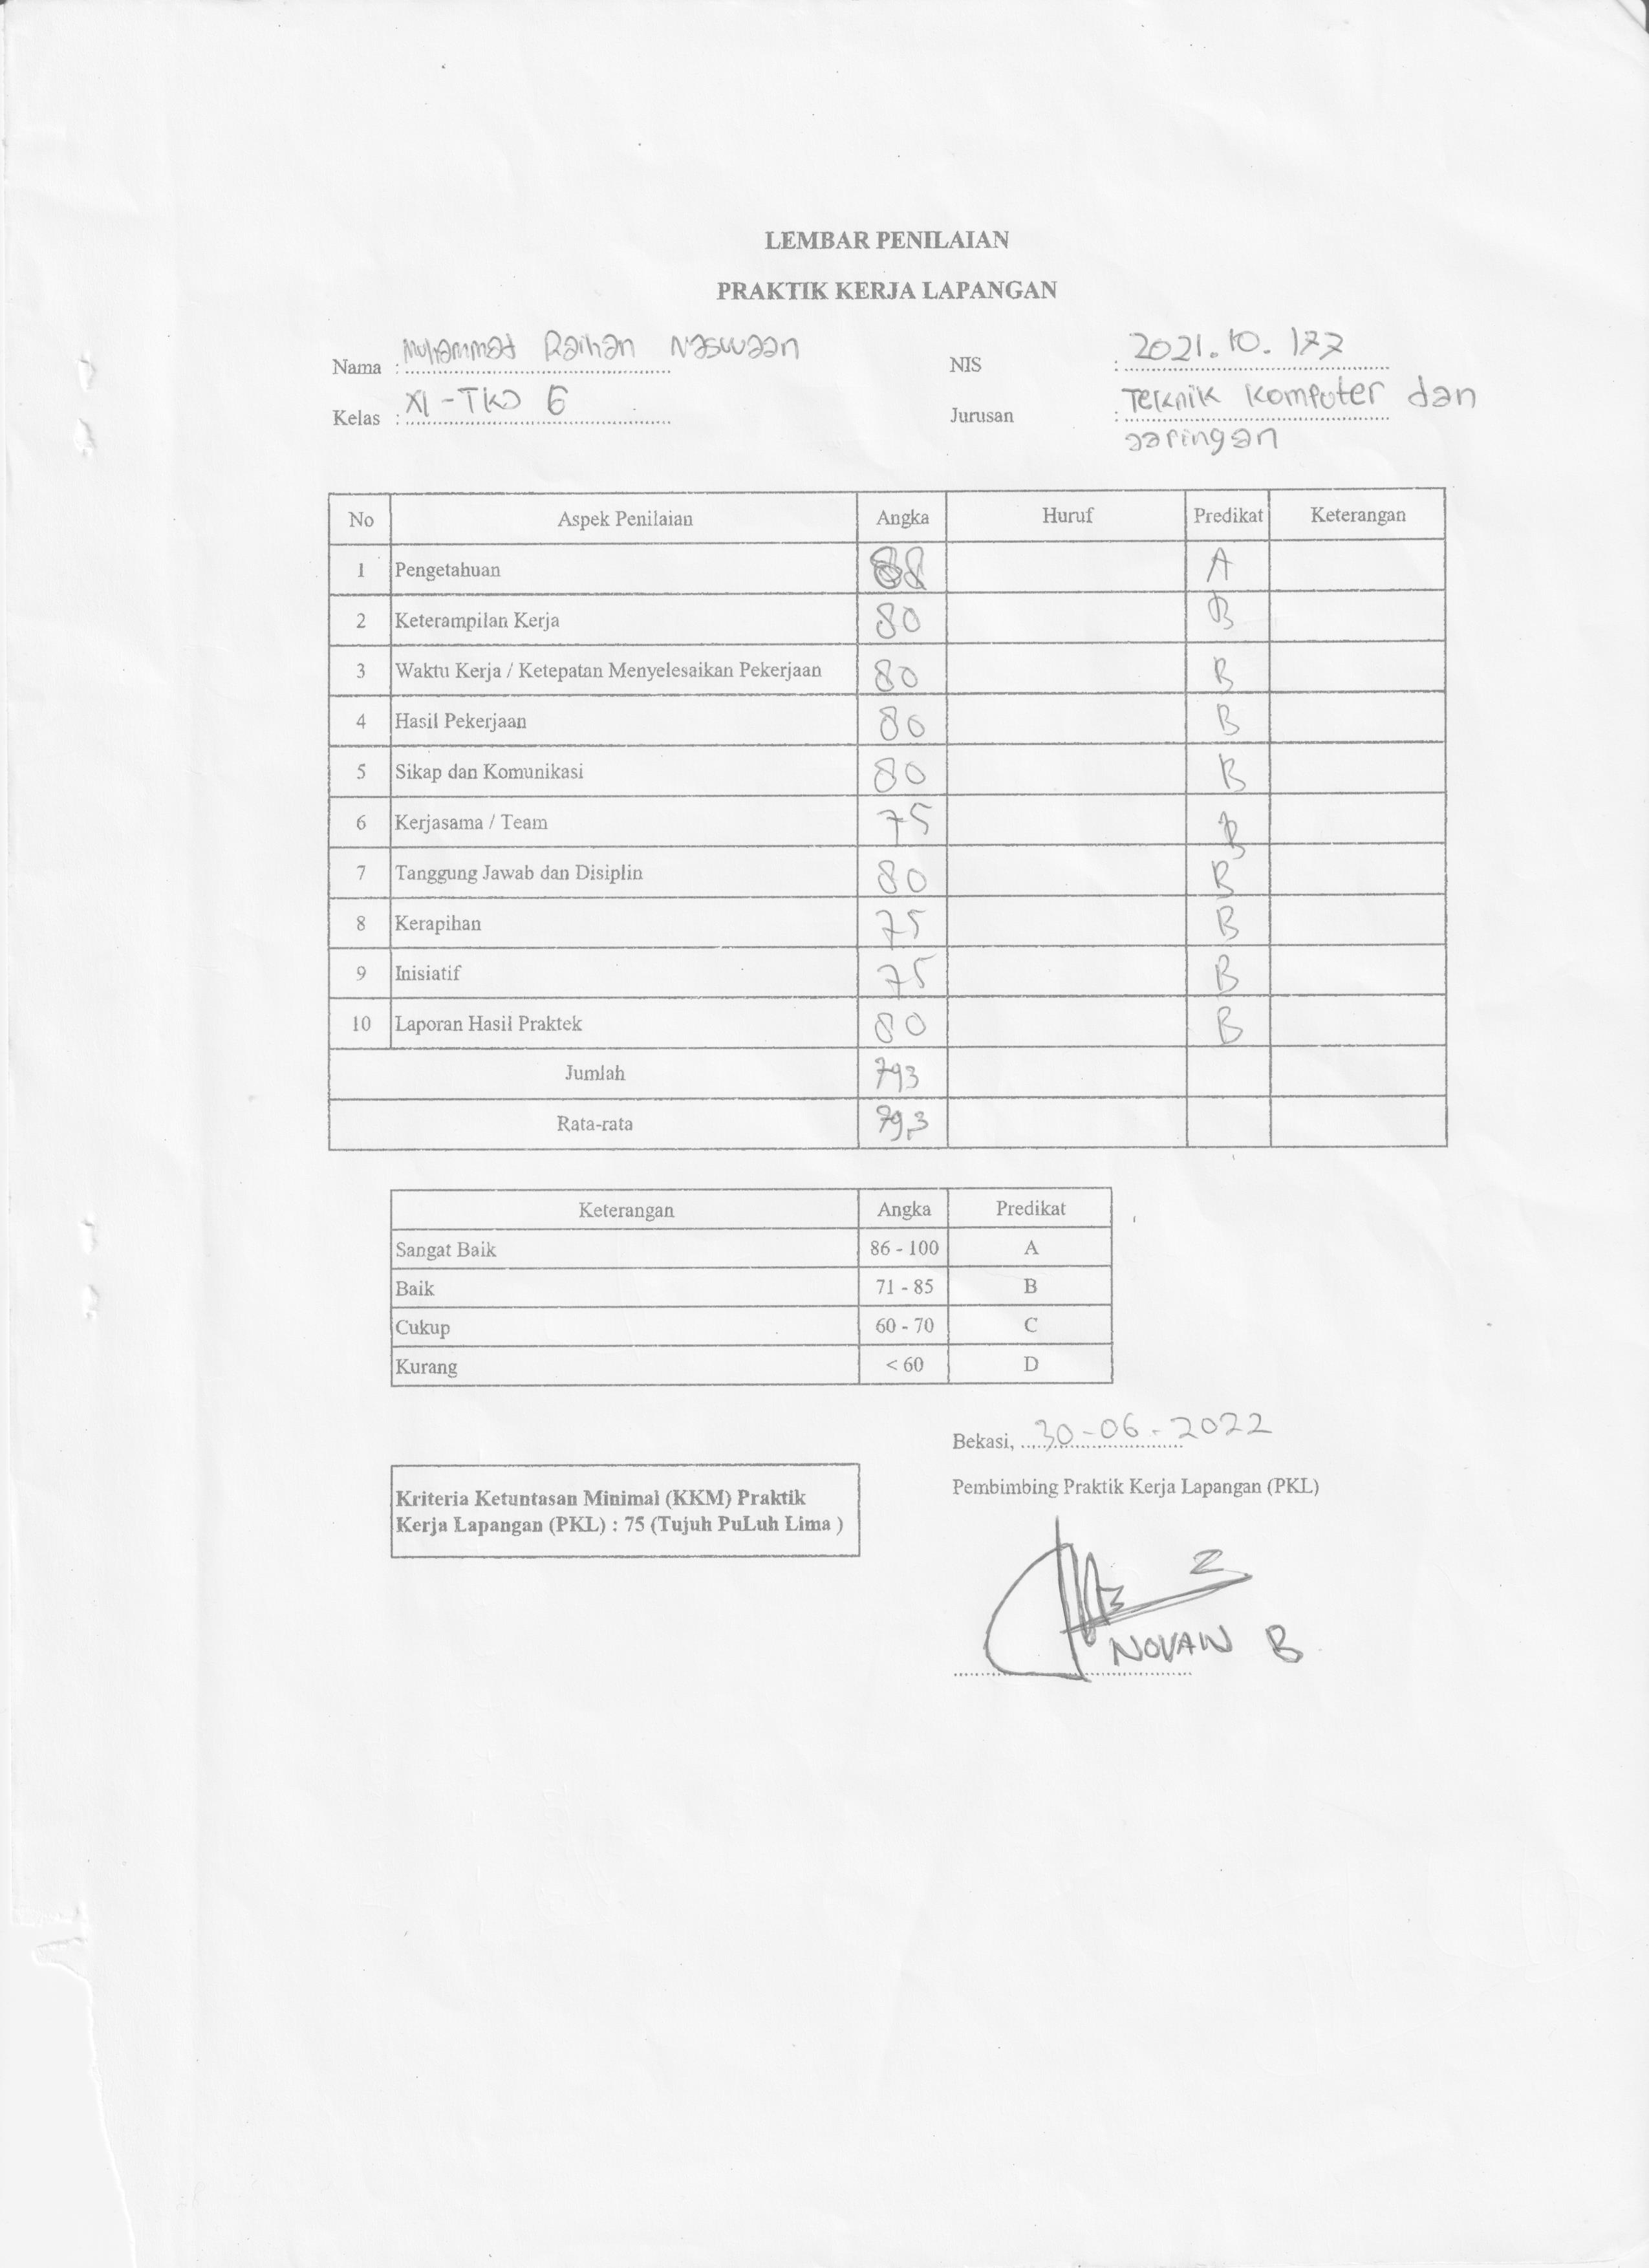 LEMBAR PENILAIAN
PRAKTIK KERJA LAPANGAN
Nama : Muhammad Raihan Naswaan NIS : 2021.10.177
Kelas : XI-TKJ 6 Jurusan : Teknik Komputer dan
Jaringan
No Aspek Penilaian Angka Huruf Predikat Keterangan
1 Pengetahuan 88 A
2 Keterampilan Kerja 80 B
3 Waktu Kerja / Ketepatan Menyelesaikan Pekerjaan 80 B
4 Hasil Pekerjaan 80 B
5 Sikap dan Komunikasi 80 B
6 Kerjasama / Team 75 B
7 Tanggung Jawab dan Disiplin 80 B
8 Kerapihan 75 B
9 Inisiatif 75 B
10 Laporan Hasil Praktek 80 B
Jumlah 793
Rata-rata 79,3
Keterangan Angka Predikat
Sangat Baik 86 - 100 A
Baik 71 - 85 B
Cukup 60 - 70 C
Kurang < 60 D
Bekasi, 30-06-2022
Pembimbing Praktik Kerja Lapangan (PKL)
Kriteria Ketuntasan Minimal (KKM) Praktik
Kerja Lapangan (PKL) : 75 (Tujuh PuLuh Lima )
NOVAN B